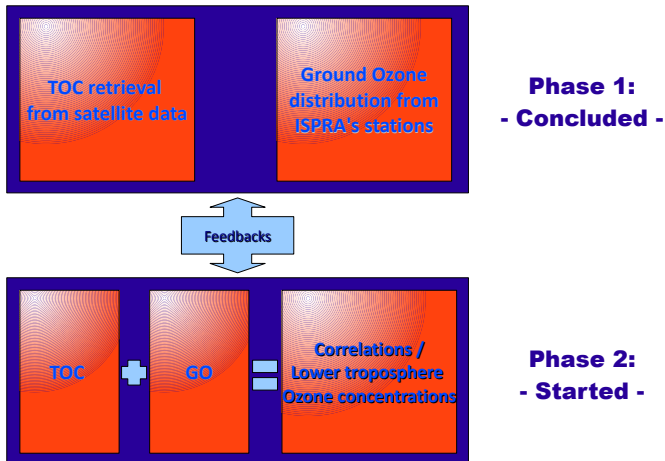 TOC retrieval
from satellite data
Ground Ozone
distribution from
ISPRA's stations
Phase 1:
- Concluded -
Feedbacks
TOC
GO
Correlations /
Lower troposphere
Ozone concentrations
Phase 2:
- Started -